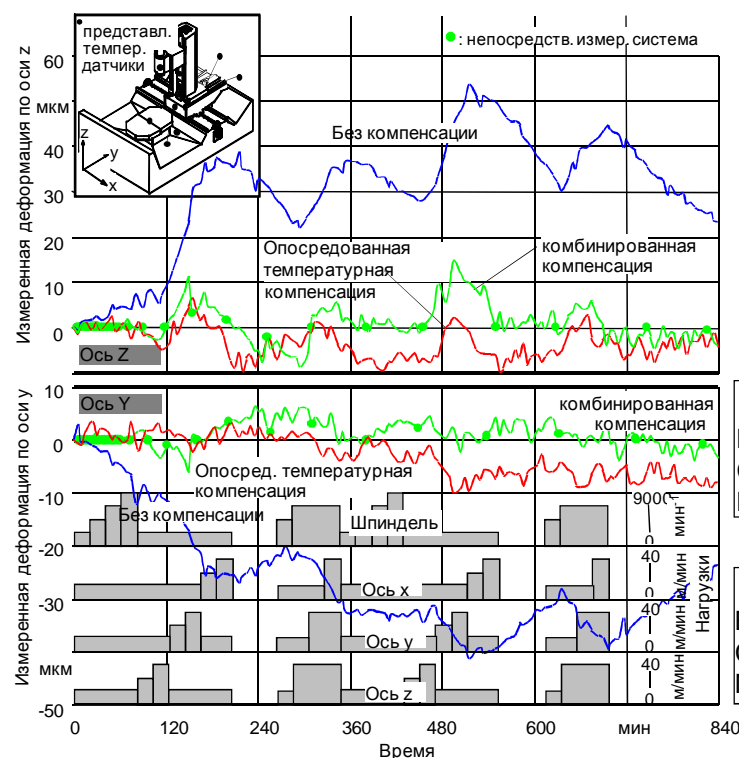 представл.
темпер.
датчики
z
y
x
: непосредств. измер. система
Измеренная деформация по оси z
60
мкм
40
30
20
10
0
Без компенсации
Опосредованная
температурная
компенсация
комбинированная
компенсация
Ось Z
Измеренная деформация по оси y
10
0
-10
-20
-30
мкм
-50
Ось Y
комбинированная
компенсация
Опосред. температурная
компенсация
Без компенсации
Шпиндель
9000
0
мин-1
Ось x
40
0
м/мин
Ось y
40
0
м/мин
Ось z
40
0
м/мин
Нагрузки
0
120
240
360
480
600
мин
840
Время